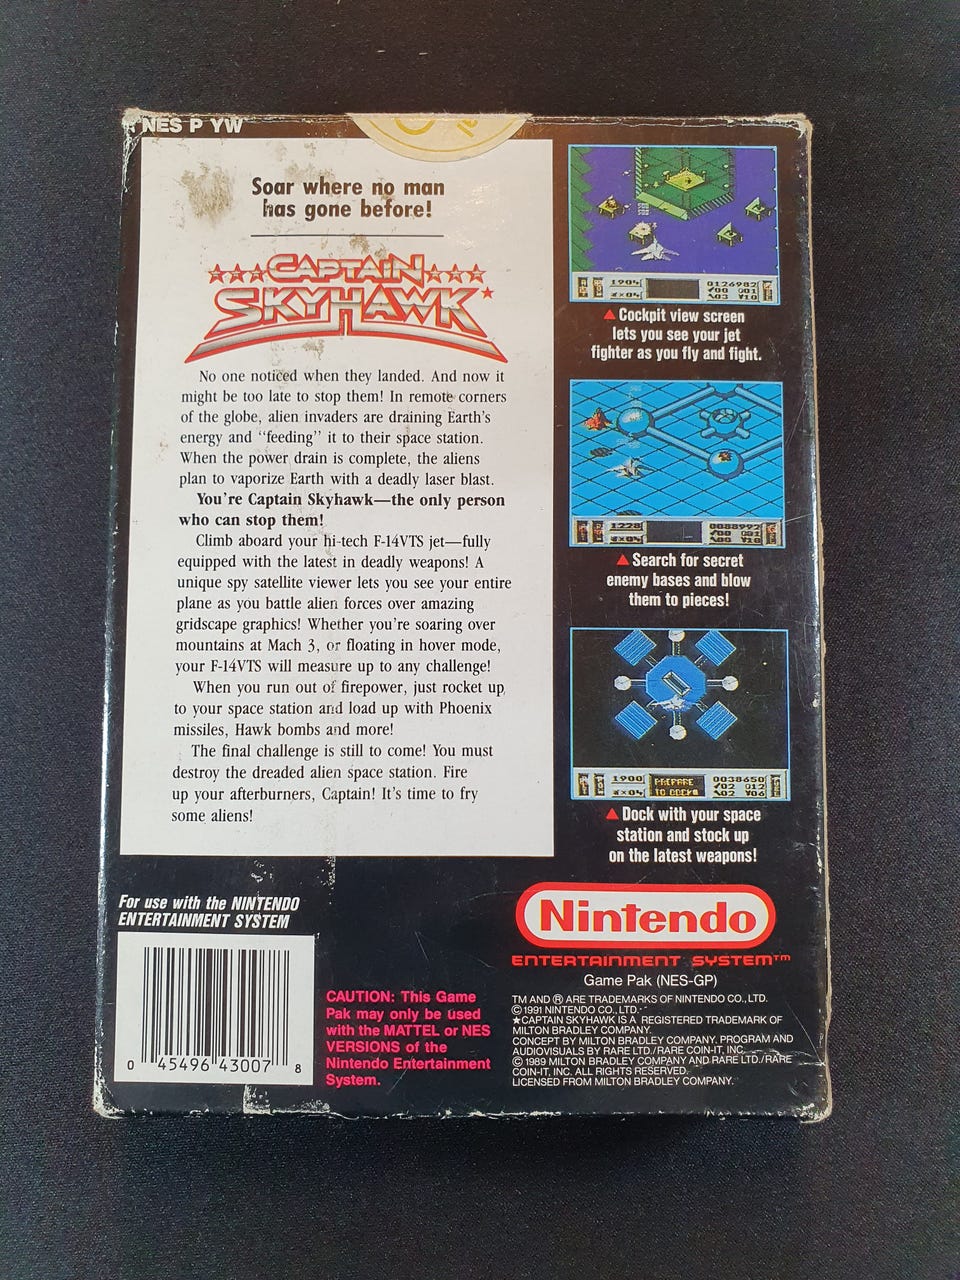 NES P YW
Soar where no man
has gone before!
CAPTAIN
SKYHAWK
No one noticed when they landed. And now it
might be too late to stop them! In remote corners
of the globe, alien invaders are draining Earth's
energy and "feeding" it to their space station.
When the power drain is complete, the aliens
plan to vaporize Earth with a deadly laser blast.
You're Captain Skyhawk—the only person
who can stop them!
Climb aboard your hi-tech F-14VTS jet—fully
equipped with the latest in deadly weapons! A
unique spy satellite viewer lets you see your entire
plane as you battle alien forces over amazing
gridscape graphics! Whether you're soaring over
mountains at Mach 3, or floating in hover mode,
your F-14VTS will measure up to any challenge!
When you run out of firepower, just rocket up
to your space station and load up with Phoenix
missiles, Hawk bombs and more!
The final challenge is still to come! You must
destroy the dreaded alien space station. Fire
up your afterburners, Captain! It's time to fry
some aliens!
1904 0126982
▲ Cockpit view screen
lets you see your jet
fighter as you fly and fight.
1228 0088992
▲ Search for secret
enemy bases and blow
them to pieces!
1900 PREPARE 0038650
TO DOCK
▲ Dock with your space
station and stock up
on the latest weapons!
For use with the NINTENDO
ENTERTAINMENT SYSTEM
0 45496 43007 8
CAUTION: This Game
Pak may only be used
with the MATTEL or NES
VERSIONS of the
Nintendo Entertainment
System.
Nintendo
ENTERTAINMENT SYSTEM™
Game Pak (NES-GP)
TM AND ® ARE TRADEMARKS OF NINTENDO CO., LTD.
© 1991 NINTENDO CO., LTD.
★CAPTAIN SKYHAWK IS A REGISTERED TRADEMARK OF
MILTON BRADLEY COMPANY.
CONCEPT BY MILTON BRADLEY COMPANY. PROGRAM AND
AUDIOVISUALS BY RARE LTD./RARE COIN-IT, INC.
© 1989 MILTON BRADLEY COMPANY AND RARE LTD./RARE
COIN-IT, INC. ALL RIGHTS RESERVED.
LICENSED FROM MILTON BRADLEY COMPANY.